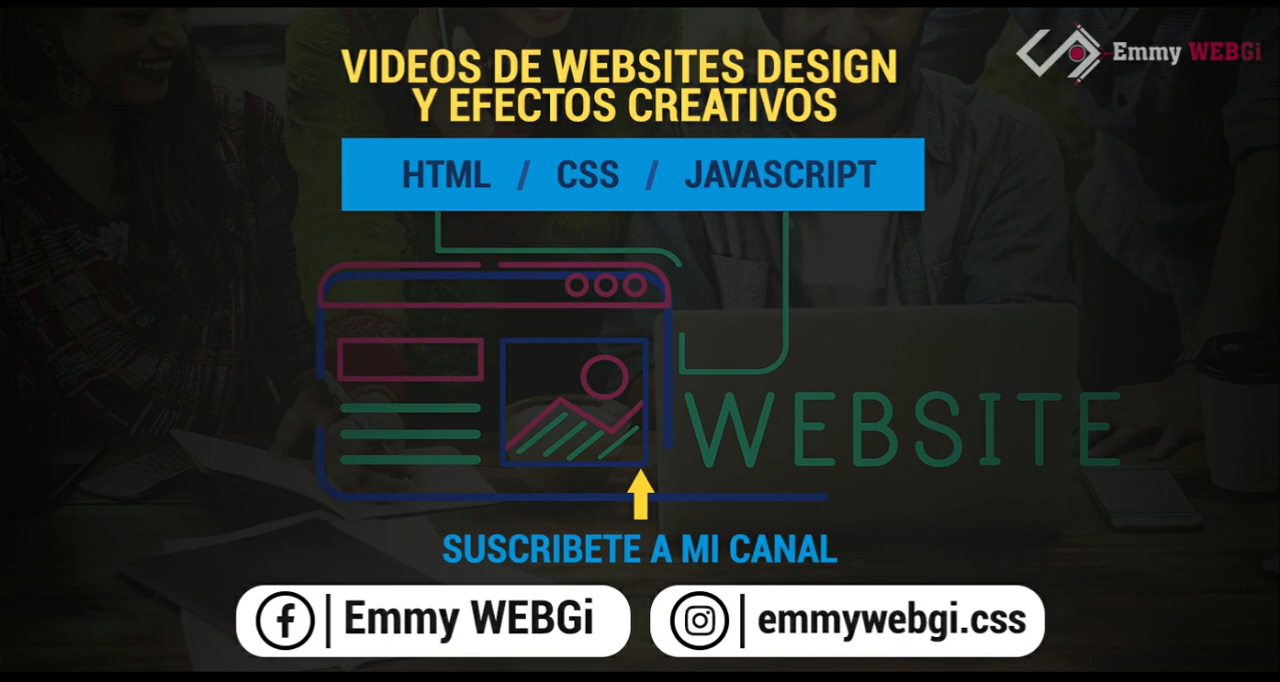 VIDEOS DE WEBSITES DESIGN
Y EFECTOS CREATIVOS
Emmy WEBGi
HTML / CSS / JAVASCRIPT
WEBSITE
SUSCRIBETE A MI CANAL
Emmy WEBGi
emmywebgi.css